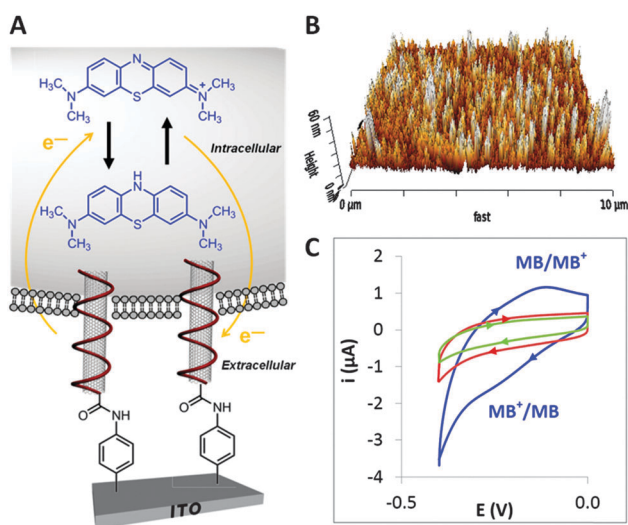 A
N
H₃C
N
CH₃
S
N
+
CH₃
CH₃
e—
Intracellular
H
N
H₃C
N
CH₃
S
N
CH₃
CH₃
e—
Extracellular
O
NH
O
NH
ITO
B
60 nm
Height
0 nm
0 μm
fast
10 μm
C
2
1
0
-1
-2
-3
-4
i (μA)
MB/MB⁺
MB⁺/MB
-0.5
0.0
E (V)